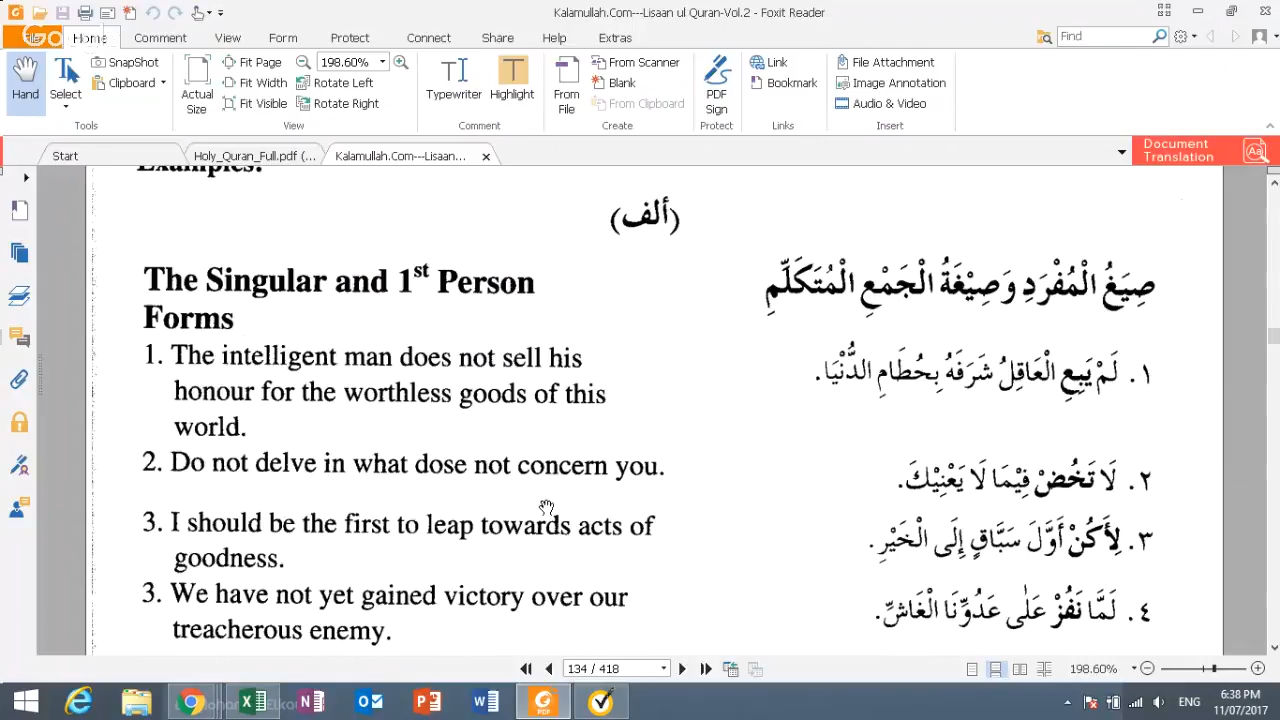 Kalamullah.Com---Lisaan ul Quran-Vol:2 - Foxit Reader
File Home Comment View Form Protect Connect Share Help Extras Find
Hand Select SnapShot Clipboard Actual Size Fit Page Fit Width Fit Visible 198.60% Rotate Left Rotate Right Typewriter Highlight From File From Scanner Blank From Clipboard PDF Sign Link Bookmark File Attachment Image Annotation Audio & Video
Tools View Comment Create Protect Links Insert
Start Holy_Quran_Full.pdf (... Kalamullah.Com---Lisaan... Document Translation
Examples:
(ألف)
The Singular and 1st Person
Forms
صِيَغُ الْمُفْرَدِ وَصِيْغَةُ الْجَمْعِ الْمُتَكَلِّمِ
1. The intelligent man does not sell his
honour for the worthless goods of this
world.
١. لَمْ يَبِعِ الْعَاقِلُ شَرَفَهُ بِحُطَامِ الدُّنْيَا.
2. Do not delve in what dose not concern you.
٢. لَا تَخُضْ فِيْمَا لَا يَعْنِيْكَ.
3. I should be the first to leap towards acts of
goodness.
٣. لِأَكُنْ أَوَّلَ سَبَّاقٍ إِلَى الْخَيْرِ.
3. We have not yet gained victory over our
treacherous enemy.
٤. لَمَّا نَفُزْ عَلٰى عَدُوِّنَا الْغَاشِّ.
134 / 418 198.60%
ENG 6:38 PM
11/07/2017